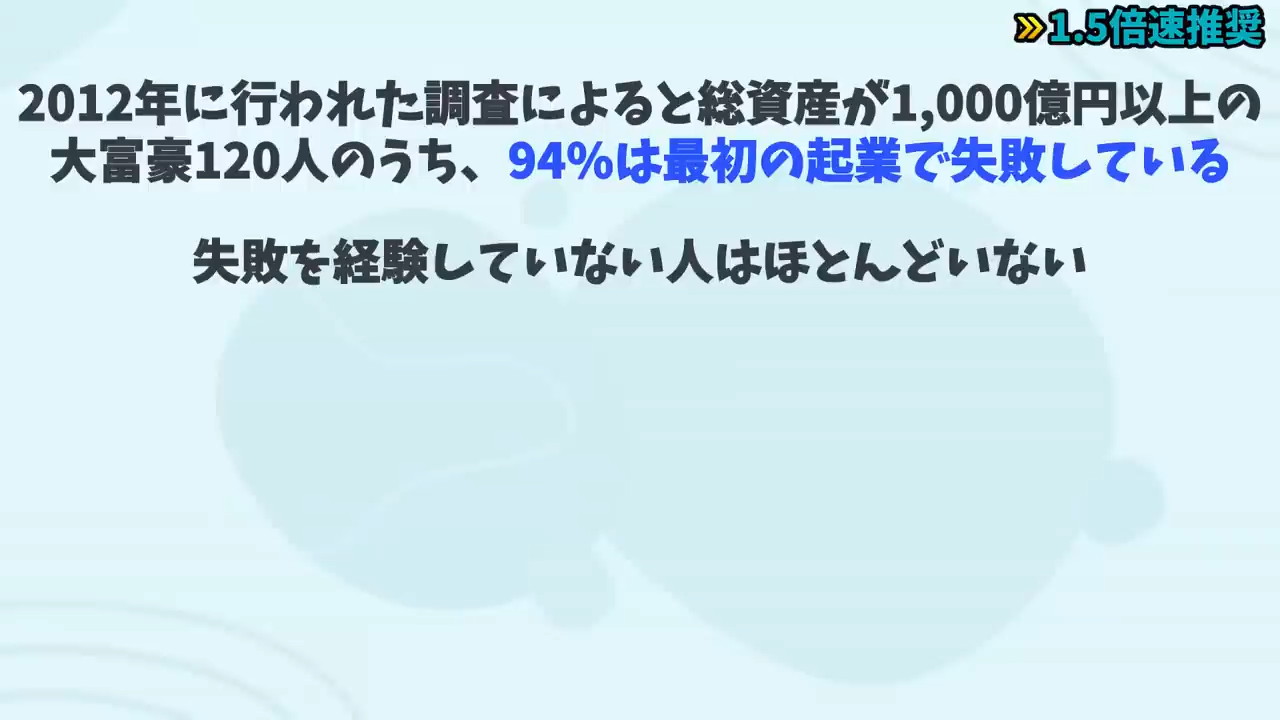 1.5倍速推奨
2012年に行われた調査によると総資産が1,000億円以上の
大富豪120人のうち、94%は最初の起業で失敗している
失敗を経験していない人はほとんどいない